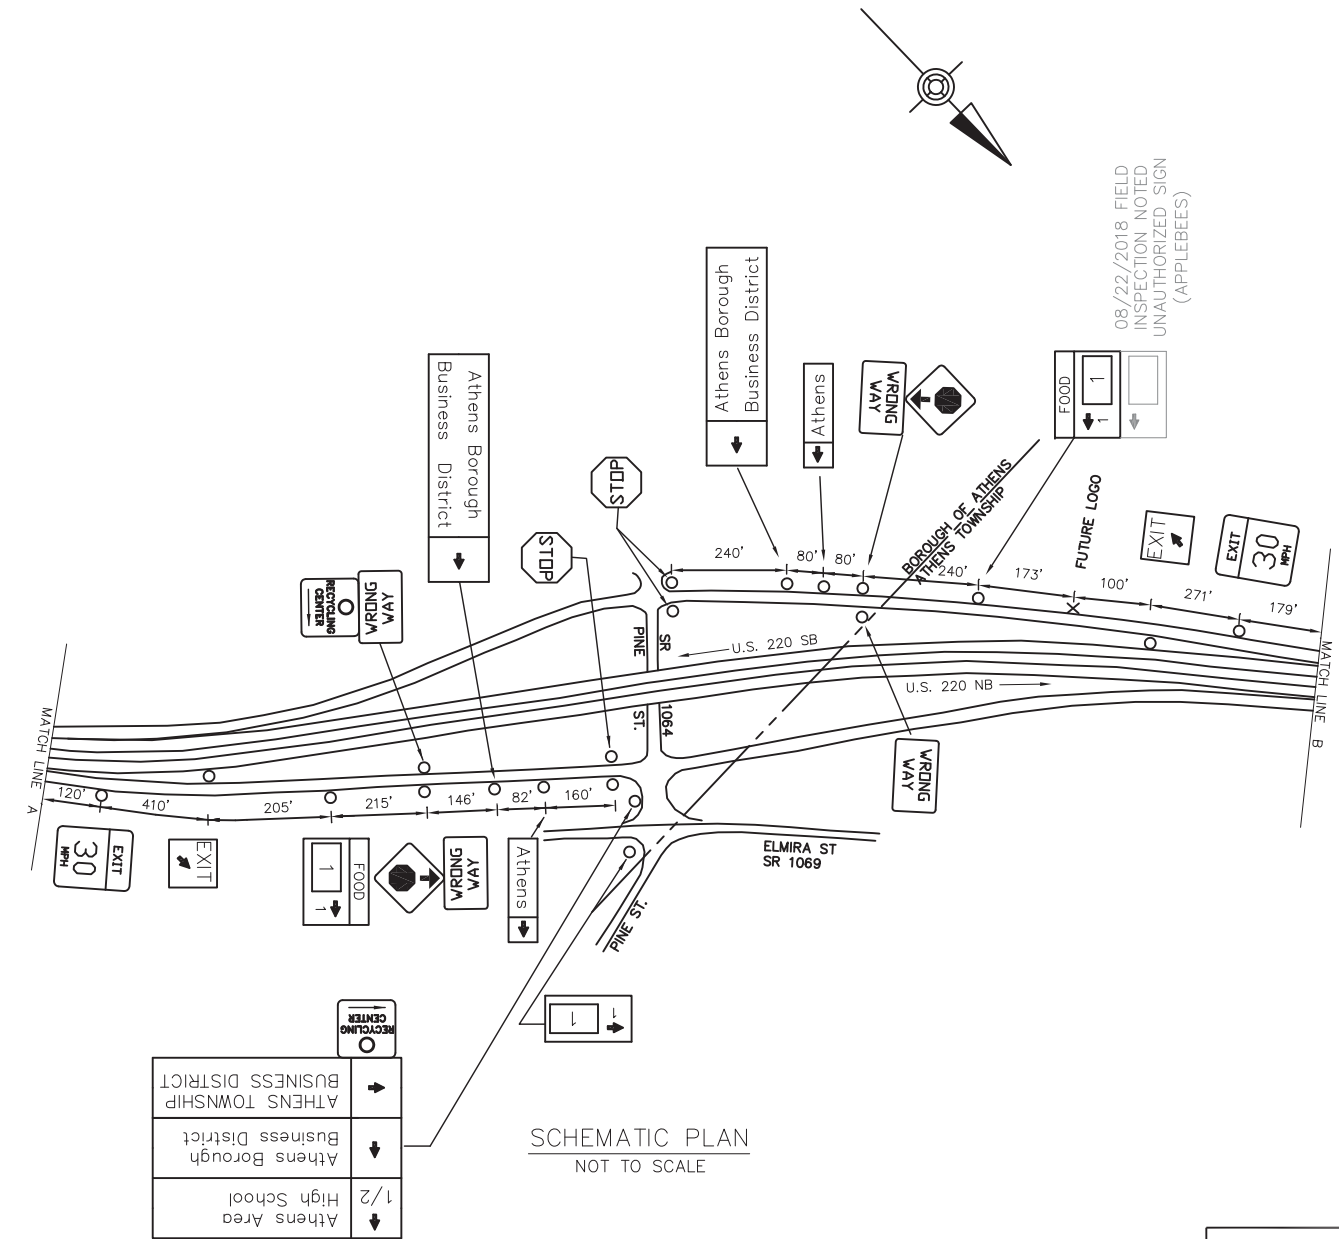 08/22/2018 FIELD
INSPECTION NOTED
UNAUTHORIZED SIGN
(APPLEBEES)
Athens Borough
Business District
Athens
WRONG
WAY
FOOD
1
1
Athens Borough
Business District
STOP
STOP
BOROUGH OF ATHENS
ATHENS TOWNSHIP
FUTURE LOGO
EXIT
EXIT
30
MPH
240'
80'
80'
240'
173'
100'
271'
179'
RECYCLING
CENTER
WRONG
WAY
PINE
SR
U.S. 220 SB
U.S. 220 NB
ST.
1064
MATCH LINE A
MATCH LINE B
WRONG
WAY
120'
410'
205'
215'
146'
82'
160'
EXIT
30
MPH
EXIT
FOOD
1
1
WRONG
WAY
Athens
ELMIRA ST
SR 1069
PINE ST.
1
1
RECYCLING
CENTER
ATHENS TOWNSHIP
BUSINESS DISTRICT
Athens Borough
Business District
Athens Area
High School
1/2
SCHEMATIC PLAN
NOT TO SCALE